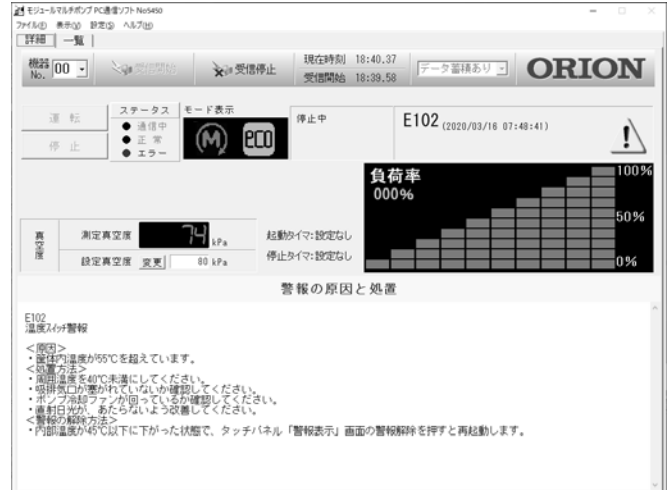 モジュールマルチポンプ PC通信ソフト No5450
ファイル(F) 表示(V) 設定(S) ヘルプ(H)
詳細 一覧
機器 No. 00 受信開始 受信停止 現在時刻 18:40.37 受信開始 18:39.58 データ蓄積あり ORION
運転
停止
ステータス
通信中
正常
エラー
モード表示
M eco
停止中
E102 (2020/03/16 07:48:41)
負荷率
000%
100%
50%
0%
真空度
測定真空度 74 kPa
設定真空度 変更 80 kPa
起動タイマ:設定なし
停止タイマ:設定なし
警報の原因と処置
E102
温度スイッチ警報
＜原因＞
・筐体内温度が55℃を超えています。
＜処置方法＞
・周囲温度を40℃未満にしてください。
・吸排気口が塞がれていないか確認してください。
・ポンプ冷却ファンが回っているか確認してください。
・直射日光が、あたらないよう改善してください。
＜警報の解除方法＞
・内部温度が45℃以下に下がった状態で、タッチパネル「警報表示」画面の警報解除を押すと再起動します。